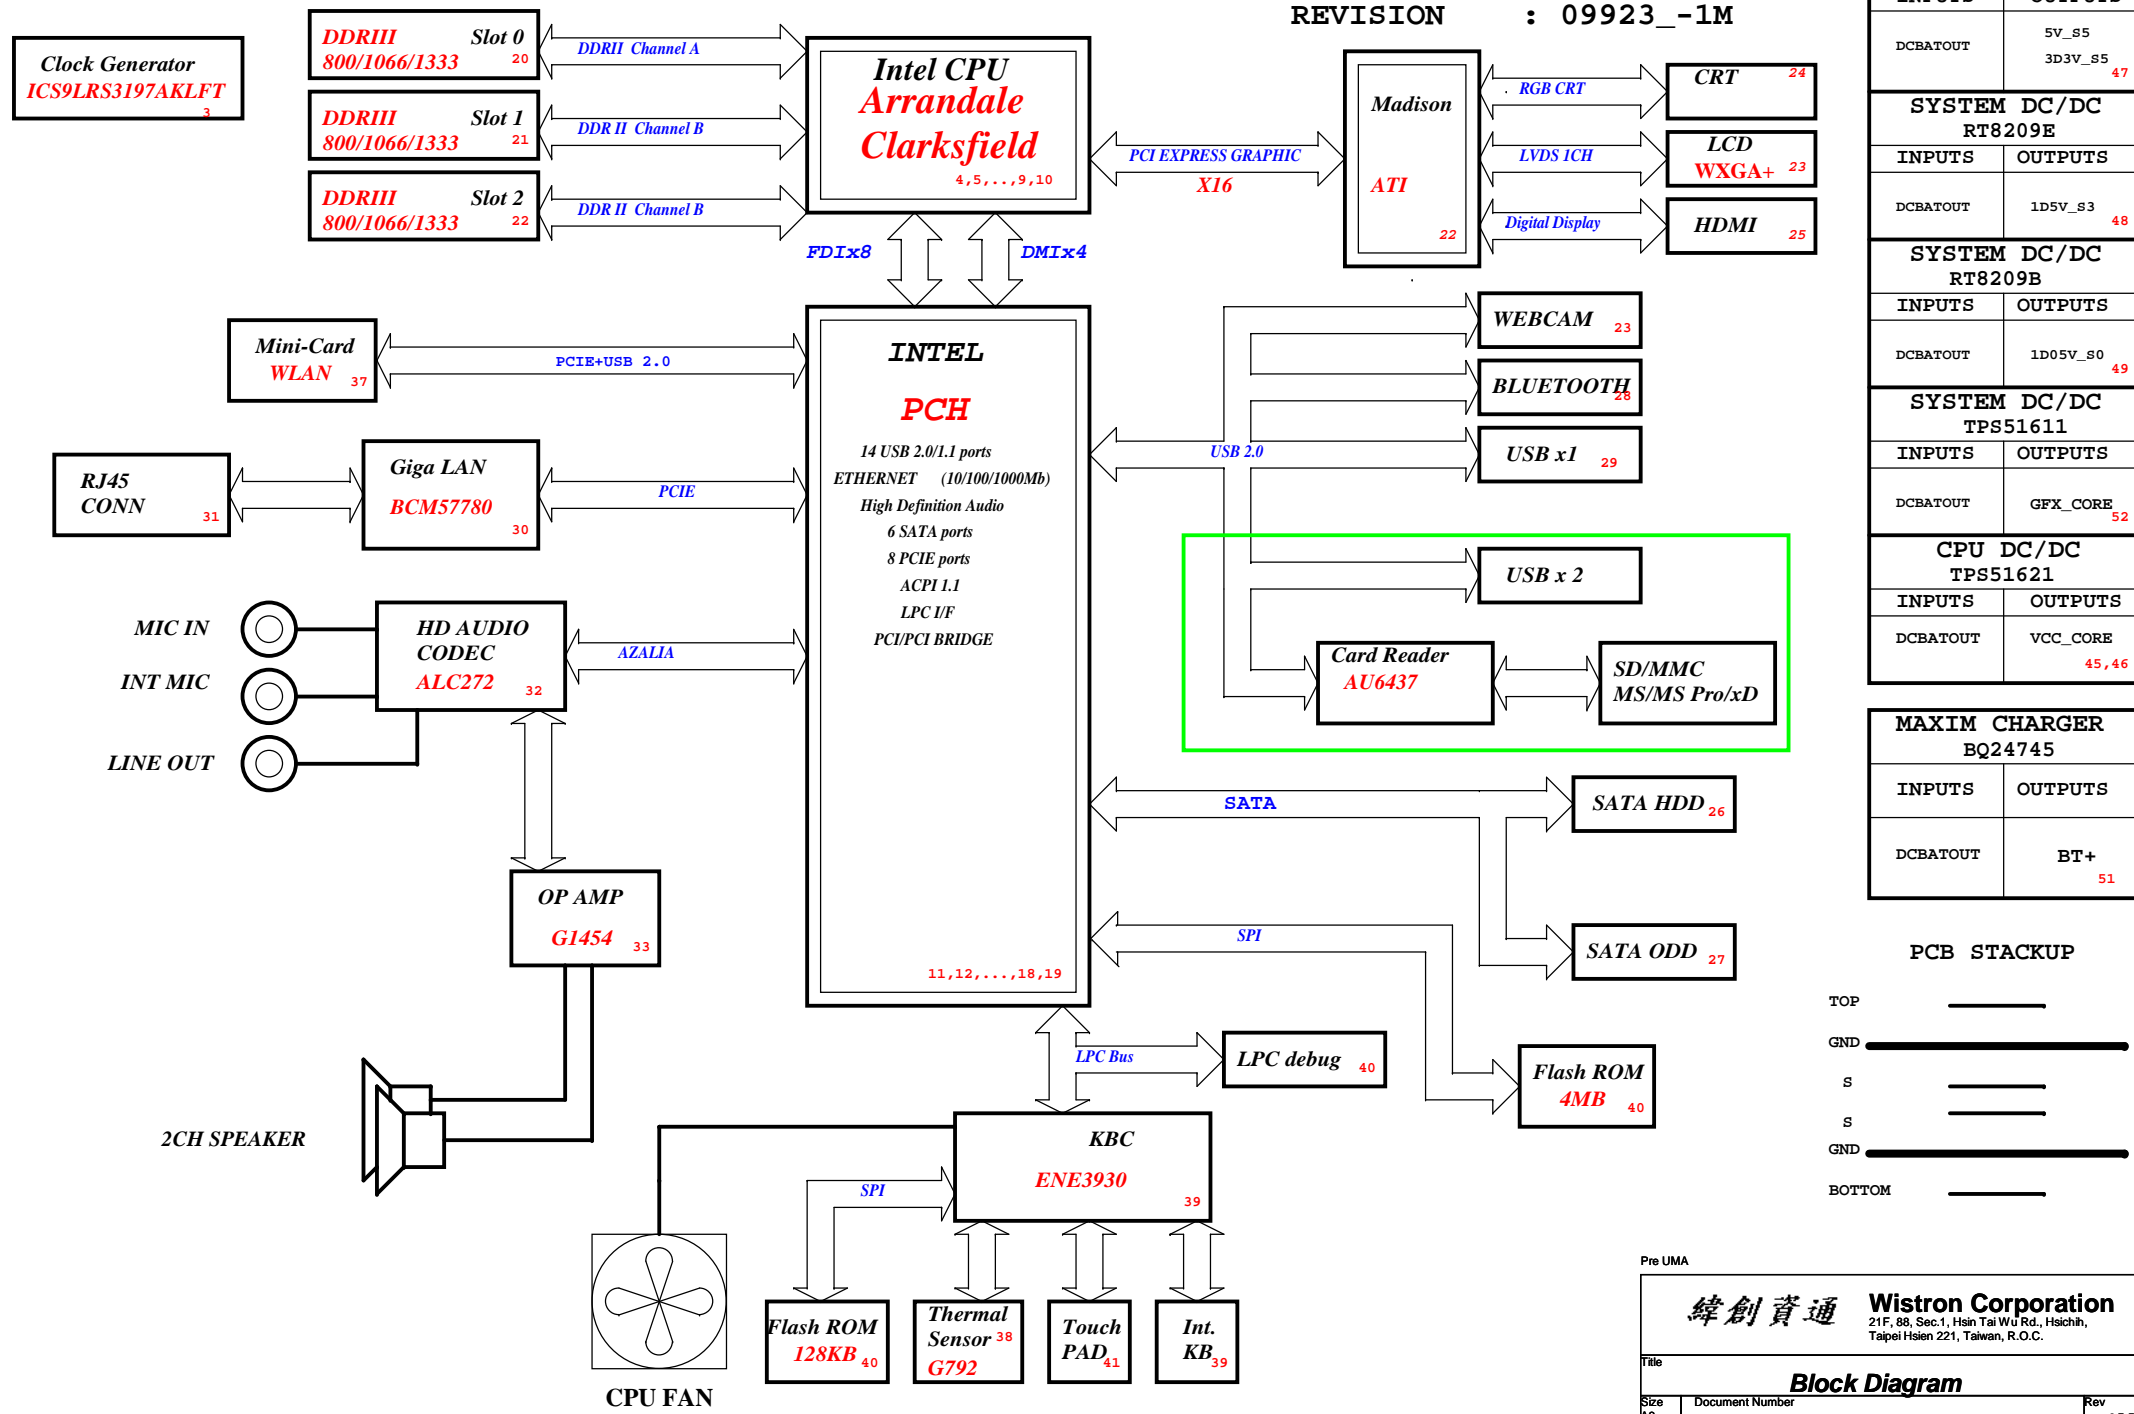 REVISION : 09923_-1M
Clock Generator
ICS9LRS3197AKLFT
3
DDRIII Slot 0
800/1066/1333 20
DDRII Channel A
DDRIII Slot 1
800/1066/1333 21
DDR II Channel B
DDRIII Slot 2
800/1066/1333 22
DDR II Channel B
Intel CPU
Arrandale
Clarksfield
4,5,..,9,10
PCI EXPRESS GRAPHIC
X16
Madison
ATI
22
RGB CRT
CRT 24
LVDS 1CH
LCD
WXGA+ 23
Digital Display
HDMI 25
FDIx8
DMIx4
Mini-Card
WLAN 37
PCIE+USB 2.0
RJ45
CONN 31
Giga LAN
BCM57780
30
PCIE
MIC IN
INT MIC
LINE OUT
HD AUDIO
CODEC
ALC272 32
AZALIA
OP AMP
G1454 33
2CH SPEAKER
INTEL
PCH
14 USB 2.0/1.1 ports
ETHERNET (10/100/1000Mb)
High Definition Audio
6 SATA ports
8 PCIE ports
ACPI 1.1
LPC I/F
PCI/PCI BRIDGE
11,12,...,18,19
USB 2.0
WEBCAM 23
BLUETOOTH
28
USB x1 29
USB x 2
Card Reader
AU6437
SD/MMC
MS/MS Pro/xD
SATA
SATA HDD 26
SATA ODD 27
SPI
Flash ROM
4MB 40
LPC Bus
LPC debug 40
KBC
ENE3930
39
SPI
CPU FAN
Flash ROM
128KB 40
Thermal
Sensor 38
G792
Touch
PAD 41
Int.
KB 39
DCBATOUT
5V_S5
3D3V_S5
47
SYSTEM DC/DC
RT8209E
INPUTS OUTPUTS
DCBATOUT 1D5V_S3
48
SYSTEM DC/DC
RT8209B
INPUTS OUTPUTS
DCBATOUT 1D05V_S0
49
SYSTEM DC/DC
TPS51611
INPUTS OUTPUTS
DCBATOUT GFX_CORE
52
CPU DC/DC
TPS51621
INPUTS OUTPUTS
DCBATOUT VCC_CORE
45,46
MAXIM CHARGER
BQ24745
INPUTS OUTPUTS
DCBATOUT BT+
51
PCB STACKUP
TOP
GND
S
S
GND
BOTTOM
Pre UMA
緯創資通 Wistron Corporation
21F, 88, Sec.1, Hsin Tai Wu Rd., Hsichih,
Taipei Hsien 221, Taiwan, R.O.C.
Title
Block Diagram
Size Document Number Rev